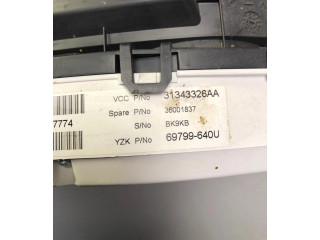 VCC P/No 31343326AA
Spare P/No 36001837
7774
S/No BK9KB
YZK P/No 69799-640U